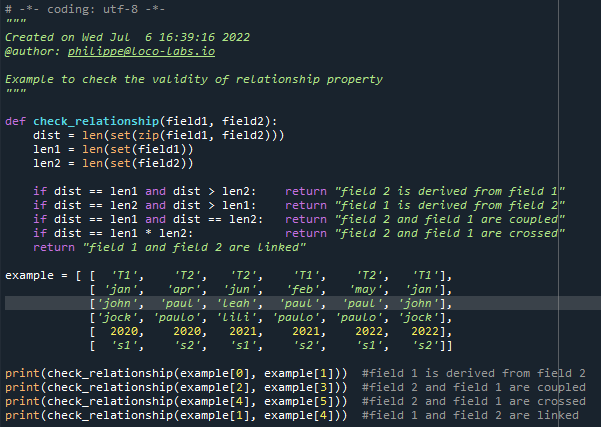 # -*- coding: utf-8 -*-
"""
Created on Wed Jul  6 16:39:16 2022
@author: philippe@loco-labs.io

Example to check the validity of relationship property
"""

def check_relationship(field1, field2):
    dist = len(set(zip(field1, field2)))
    len1 = len(set(field1))
    len2 = len(set(field2))

    if dist == len1 and dist > len2:    return "field 2 is derived from field 1"
    if dist == len2 and dist > len1:    return "field 1 is derived from field 2"
    if dist == len1 and dist == len2:   return "field 2 and field 1 are coupled"
    if dist == len1 * len2:             return "field 2 and field 1 are crossed"
    return "field 1 and field 2 are linked"

example = [ [  'T1',    'T2',  'T2',    'T1',    'T2',  'T1'],
            [ 'jan',   'apr', 'jun',   'feb',   'may', 'jan'],
            ['john',  'paul', 'leah',  'paul',  'paul', 'john'],
            ['jock', 'paulo', 'lili', 'paulo', 'paulo', 'jock'],
            [  2020,    2020,  2021,    2021,    2022,  2022],
            [  's1',    's2',  's1',    's2',    's1',  's2']]

print(check_relationship(example[0], example[1]))  #field 1 is derived from field 2
print(check_relationship(example[2], example[3]))  #field 2 and field 1 are coupled
print(check_relationship(example[4], example[5]))  #field 2 and field 1 are crossed
print(check_relationship(example[1], example[4]))  #field 1 and field 2 are linked